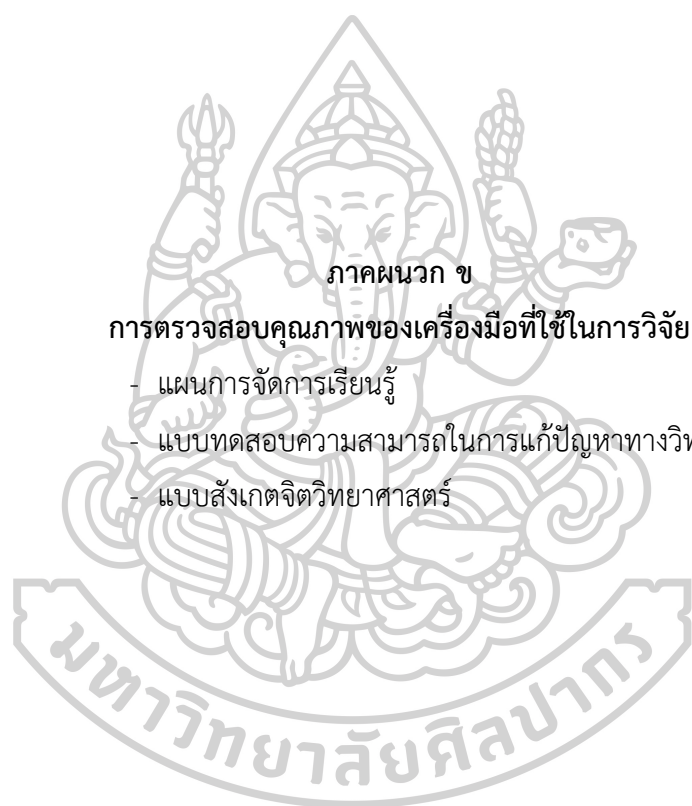 ภาคผนวก ข
การตรวจสอบคุณภาพของเครื่องมือที่ใช้ในการวิจัย
- แผนการจัดการเรียนรู้
- แบบทดสอบความสามารถในการแก้ปัญหาทางวิท
- แบบสังเกตจิตวิทยาศาสตร์
มหาวิทยาลัยศิลปากร